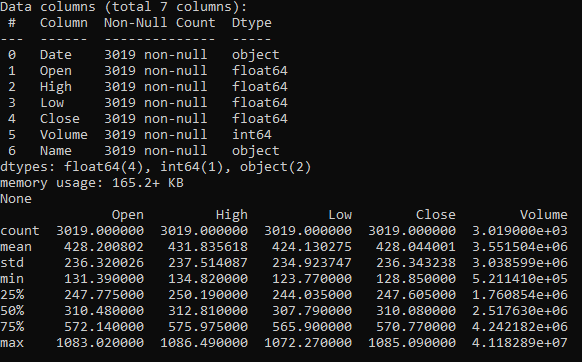 Data columns (total 7 columns):
 #   Column  Non-Null Count  Dtype
---  ------  --------------  -----
 0   Date    3019 non-null   object
 1   Open    3019 non-null   float64
 2   High    3019 non-null   float64
 3   Low     3019 non-null   float64
 4   Close   3019 non-null   float64
 5   Volume  3019 non-null   int64
 6   Name    3019 non-null   object
dtypes: float64(4), int64(1), object(2)
memory usage: 165.2+ KB
None
              Open         High          Low        Close        Volume
count  3019.000000  3019.000000  3019.000000  3019.000000  3.019000e+03
mean    428.200802   431.835618   424.130275   428.044001  3.551504e+06
std     236.320026   237.514087   234.923747   236.343238  3.038599e+06
min     131.390000   134.820000   123.770000   128.850000  5.211410e+05
25%     247.775000   250.190000   244.035000   247.605000  1.760854e+06
50%     310.480000   312.810000   307.790000   310.080000  2.517630e+06
75%     572.140000   575.975000   565.900000   570.770000  4.242182e+06
max    1083.020000  1086.490000  1072.270000  1085.090000  4.118289e+07